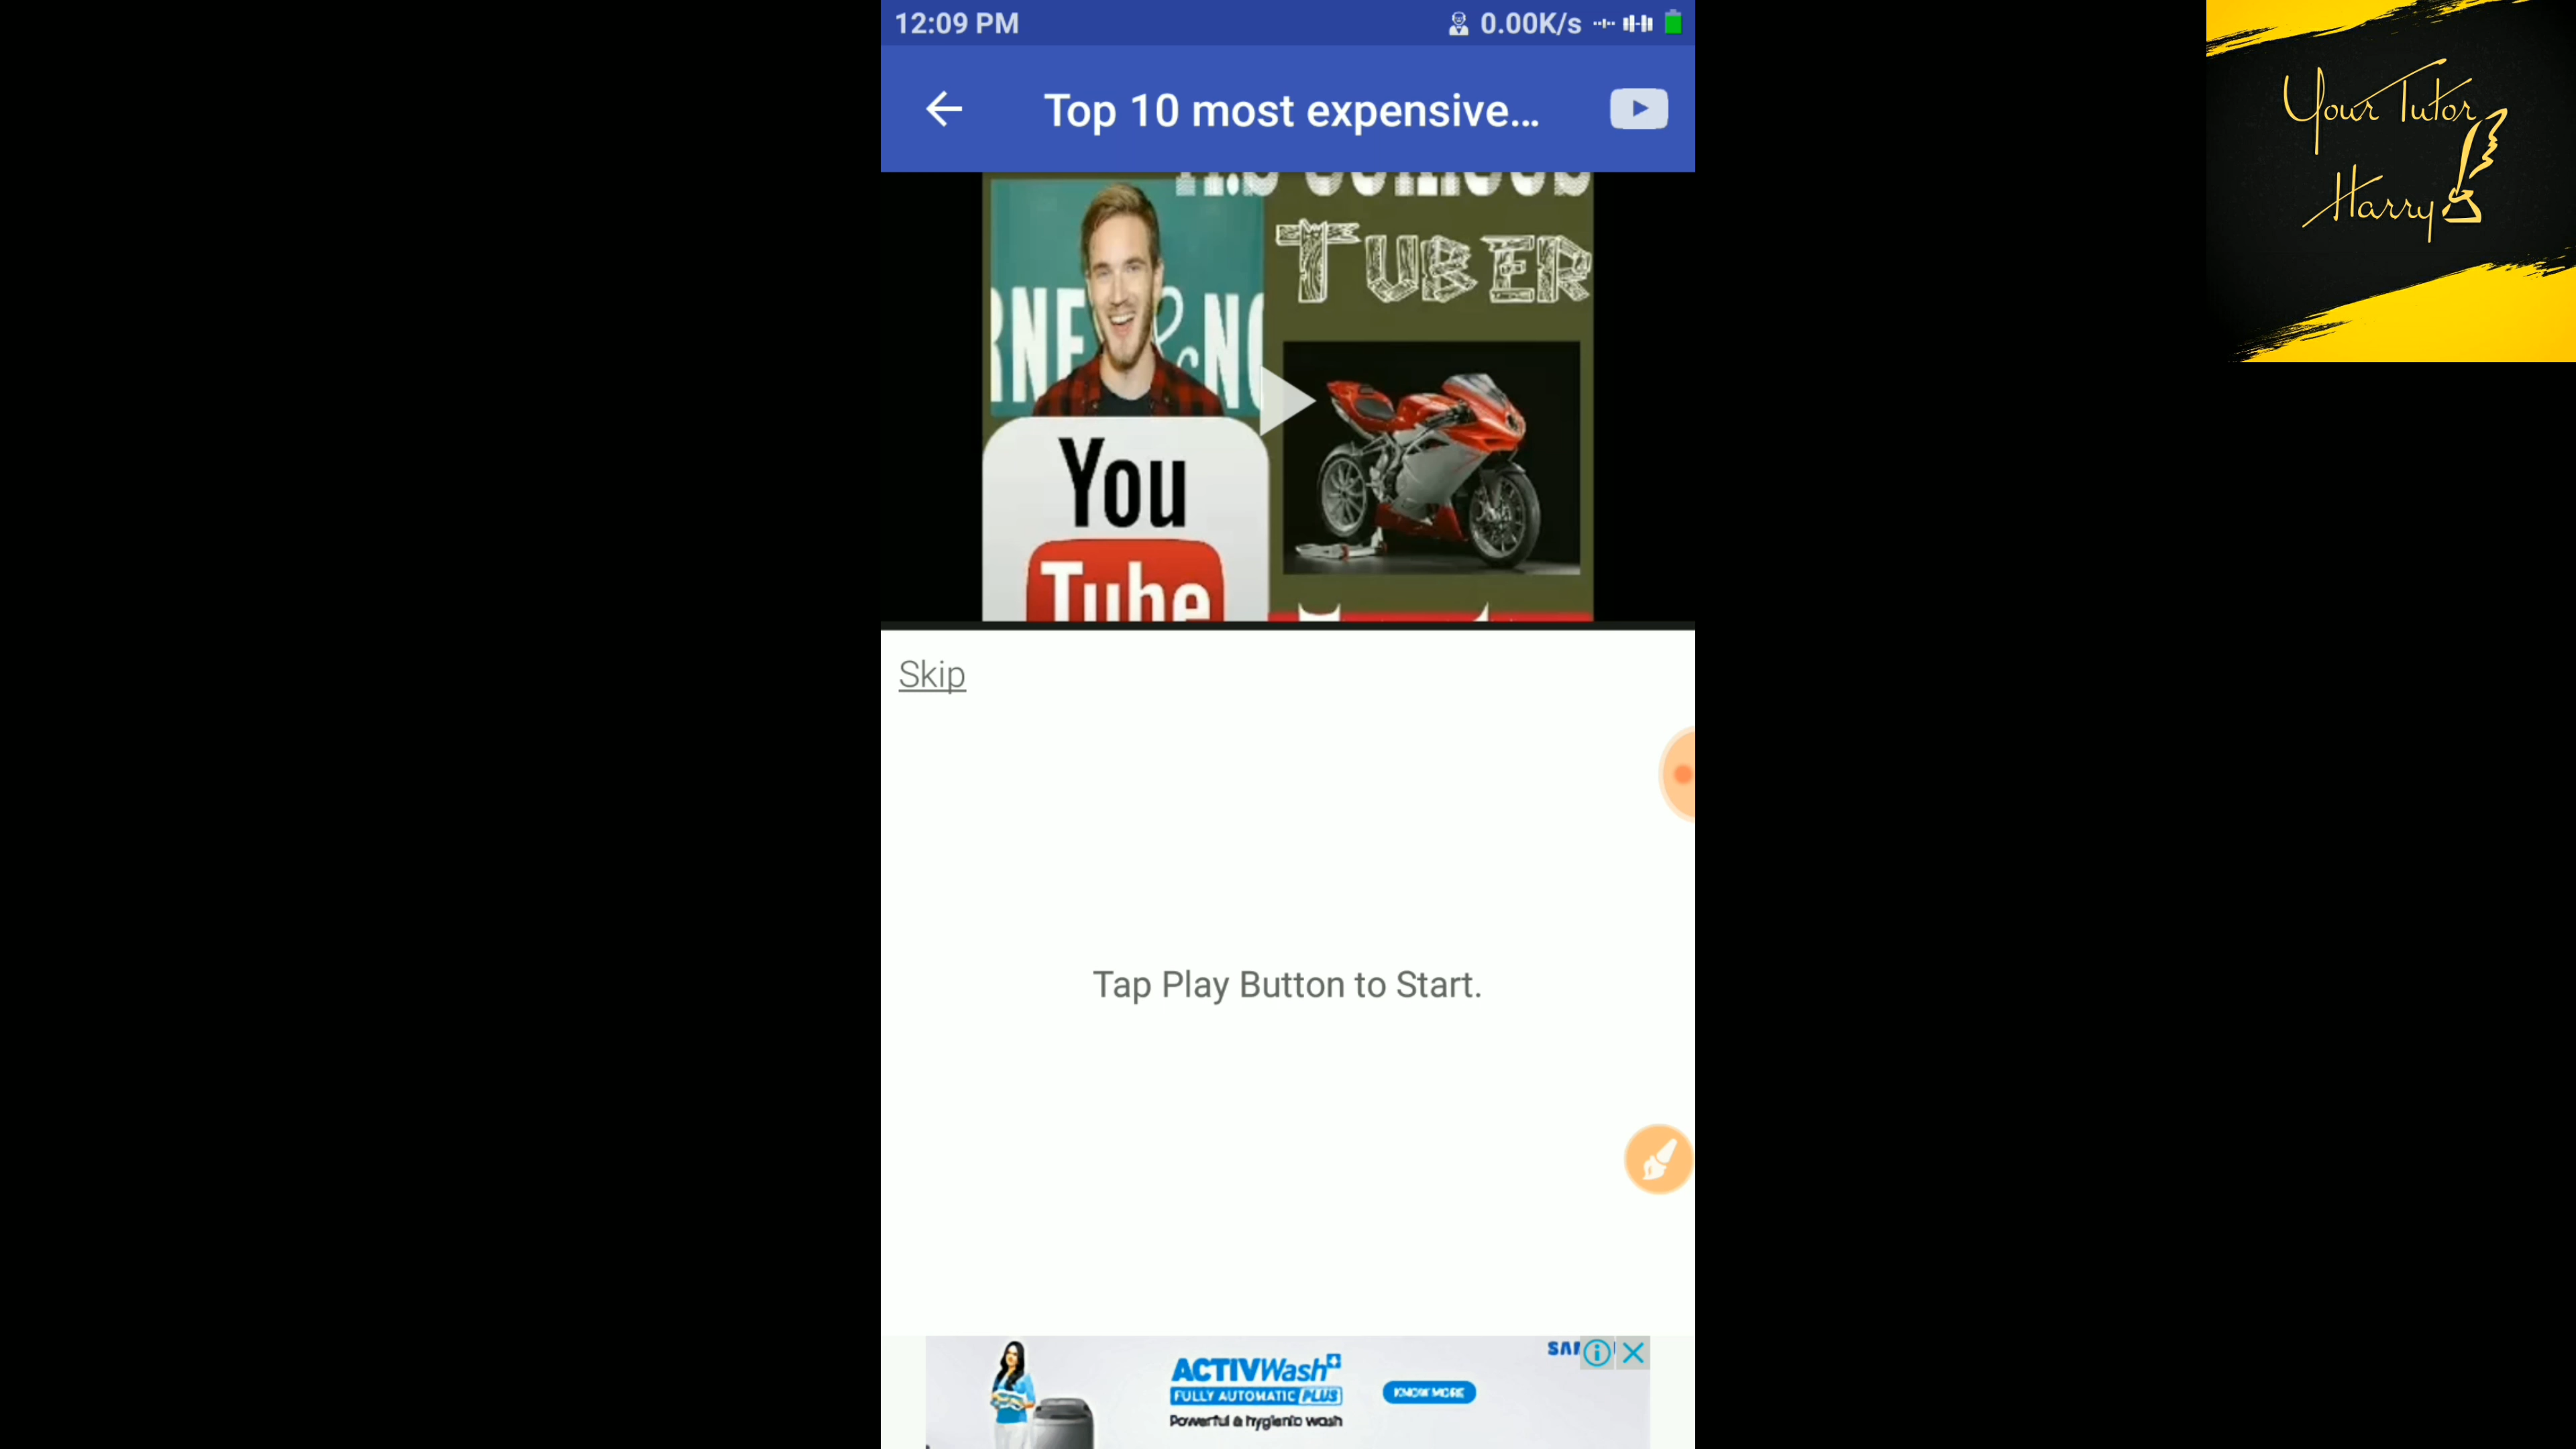 12:09 PM
0.00K/s
Top 10 most expensive...
TUBER
You
Tube
Skip
Tap Play Button to Start.
ACTIVWash+
FULLY AUTOMATIC PLUS
Powerful & hygienic wash
KNOW MORE
Your Tutor
Harry